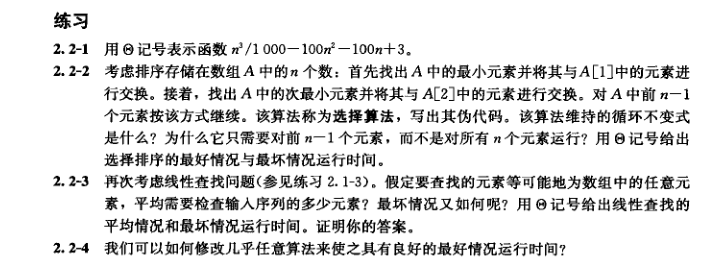 练习
2.2-1 用Θ记号表示函数 n³/1 000－100n²－100n＋3。
2.2-2 考虑排序存储在数组 A 中的 n 个数：首先找出 A 中的最小元素并将其与 A[1]中的元素进
行交换。接着，找出 A 中的次最小元素并将其与 A[2]中的元素进行交换。对 A 中前 n－1
个元素按该方式继续。该算法称为选择算法，写出其伪代码。该算法维持的循环不变式
是什么？为什么它只需要对前 n－1 个元素，而不是对所有 n 个元素运行？用Θ记号给出
选择排序的最好情况与最坏情况运行时间。
2.2-3 再次考虑线性查找问题(参见练习 2.1-3)。假定要查找的元素等可能地为数组中的任意元
素，平均需要检查输入序列的多少元素？最坏情况又如何呢？用Θ记号给出线性查找的
平均情况和最坏情况运行时间。证明你的答案。
2.2-4 我们可以如何修改几乎任意算法来使之具有良好的最好情况运行时间？